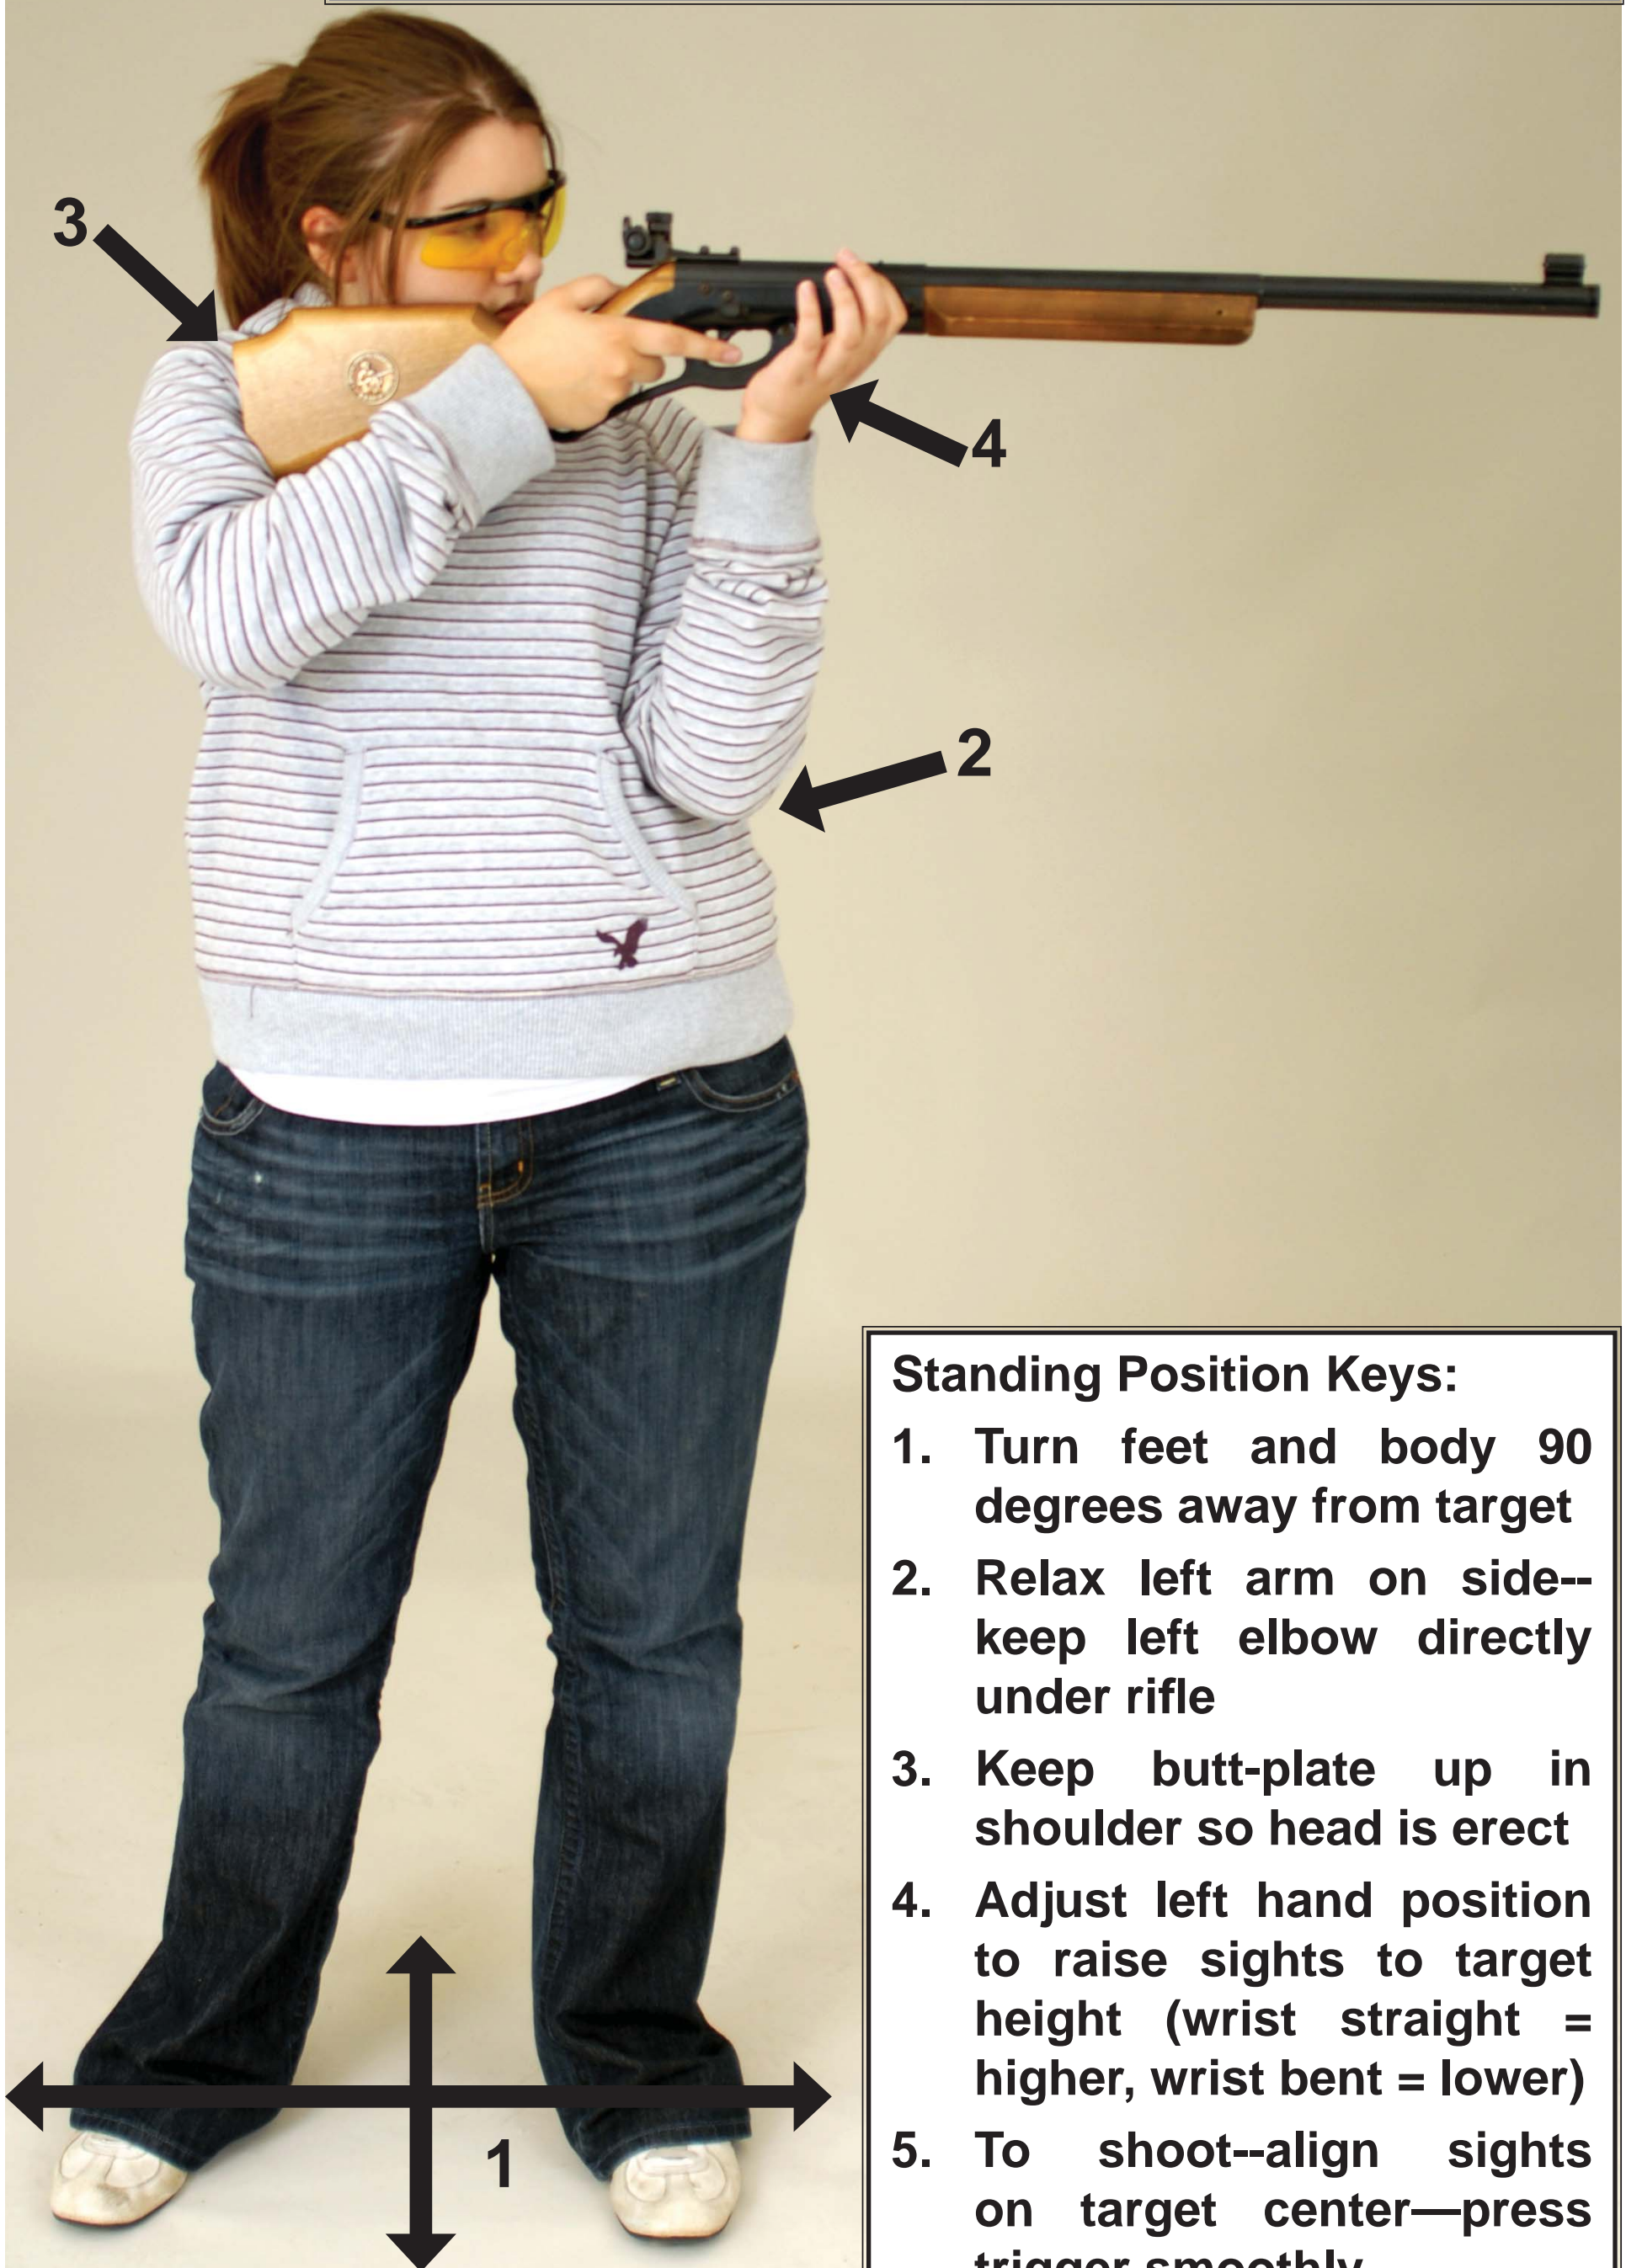 3
4
2
1
Standing Position Keys:
1. Turn feet and body 90
degrees away from target
2. Relax left arm on side--
keep left elbow directly
under rifle
3. Keep butt-plate up in
shoulder so head is erect
4. Adjust left hand position
to raise sights to target
height (wrist straight =
higher, wrist bent = lower)
5. To shoot--align sights
on target center—press
trigger smoothly